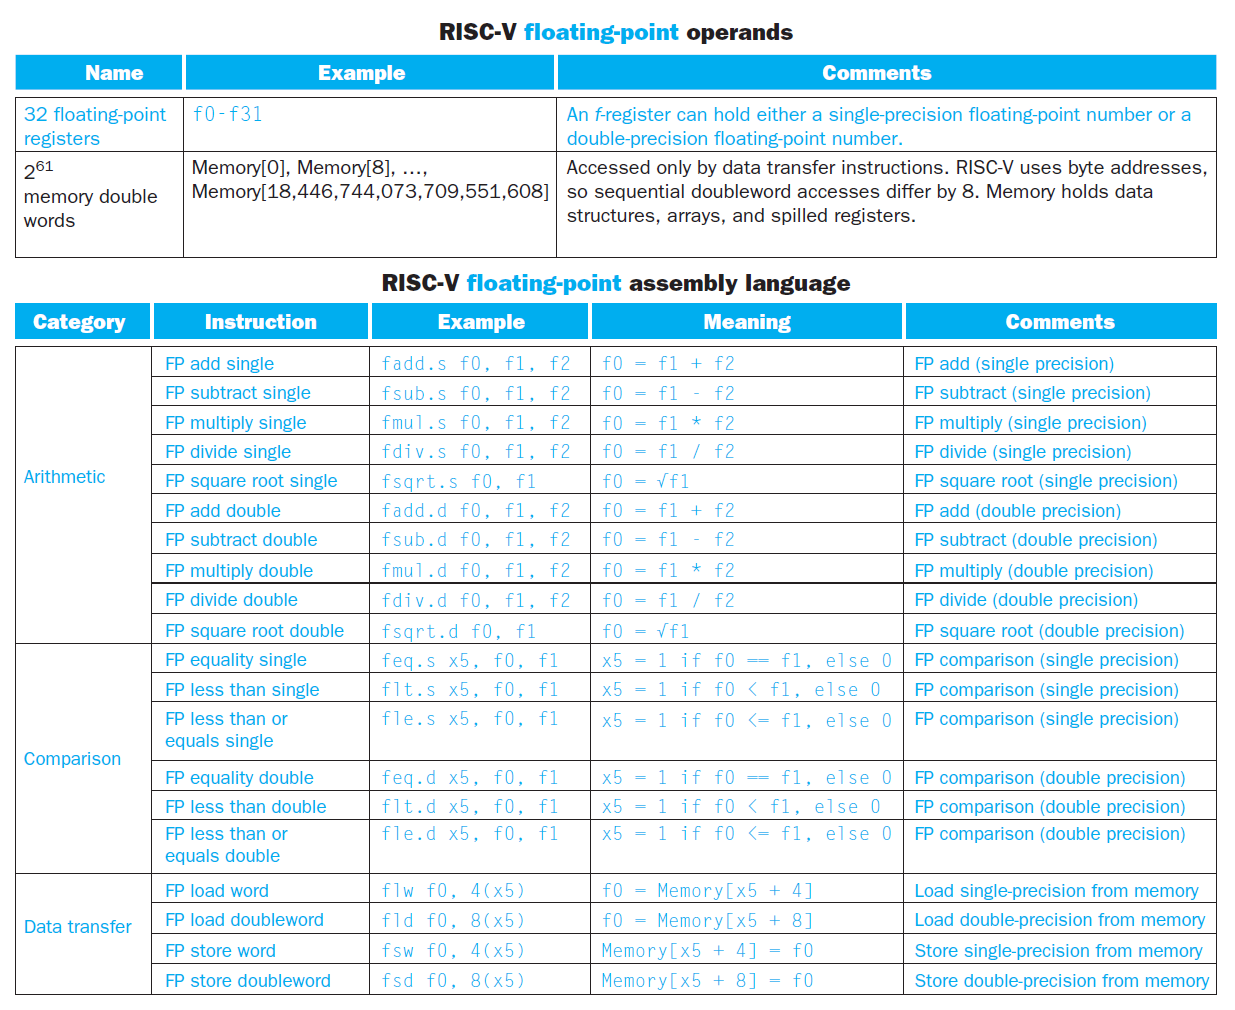 RISC-V floating-point operands
Name Example Comments
32 floating-point registers f0-f31 An f-register can hold either a single-precision floating-point number or a double-precision floating-point number.
2^61 memory double words Memory[0], Memory[8], ..., Memory[18,446,744,073,709,551,608] Accessed only by data transfer instructions. RISC-V uses byte addresses, so sequential doubleword accesses differ by 8. Memory holds data structures, arrays, and spilled registers.
RISC-V floating-point assembly language
Category Instruction Example Meaning Comments
Arithmetic
FP add single fadd.s f0, f1, f2 f0 = f1 + f2 FP add (single precision)
FP subtract single fsub.s f0, f1, f2 f0 = f1 - f2 FP subtract (single precision)
FP multiply single fmul.s f0, f1, f2 f0 = f1 * f2 FP multiply (single precision)
FP divide single fdiv.s f0, f1, f2 f0 = f1 / f2 FP divide (single precision)
FP square root single fsqrt.s f0, f1 f0 = √f1 FP square root (single precision)
FP add double fadd.d f0, f1, f2 f0 = f1 + f2 FP add (double precision)
FP subtract double fsub.d f0, f1, f2 f0 = f1 - f2 FP subtract (double precision)
FP multiply double fmul.d f0, f1, f2 f0 = f1 * f2 FP multiply (double precision)
FP divide double fdiv.d f0, f1, f2 f0 = f1 / f2 FP divide (double precision)
FP square root double fsqrt.d f0, f1 f0 = √f1 FP square root (double precision)
Comparison
FP equality single feq.s x5, f0, f1 x5 = 1 if f0 == f1, else 0 FP comparison (single precision)
FP less than single flt.s x5, f0, f1 x5 = 1 if f0 < f1, else 0 FP comparison (single precision)
FP less than or equals single fle.s x5, f0, f1 x5 = 1 if f0 <= f1, else 0 FP comparison (single precision)
FP equality double feq.d x5, f0, f1 x5 = 1 if f0 == f1, else 0 FP comparison (double precision)
FP less than double flt.d x5, f0, f1 x5 = 1 if f0 < f1, else 0 FP comparison (double precision)
FP less than or equals double fle.d x5, f0, f1 x5 = 1 if f0 <= f1, else 0 FP comparison (double precision)
Data transfer
FP load word flw f0, 4(x5) f0 = Memory[x5 + 4] Load single-precision from memory
FP load doubleword fld f0, 8(x5) f0 = Memory[x5 + 8] Load double-precision from memory
FP store word fsw f0, 4(x5) Memory[x5 + 4] = f0 Store single-precision from memory
FP store doubleword fsd f0, 8(x5) Memory[x5 + 8] = f0 Store double-precision from memory